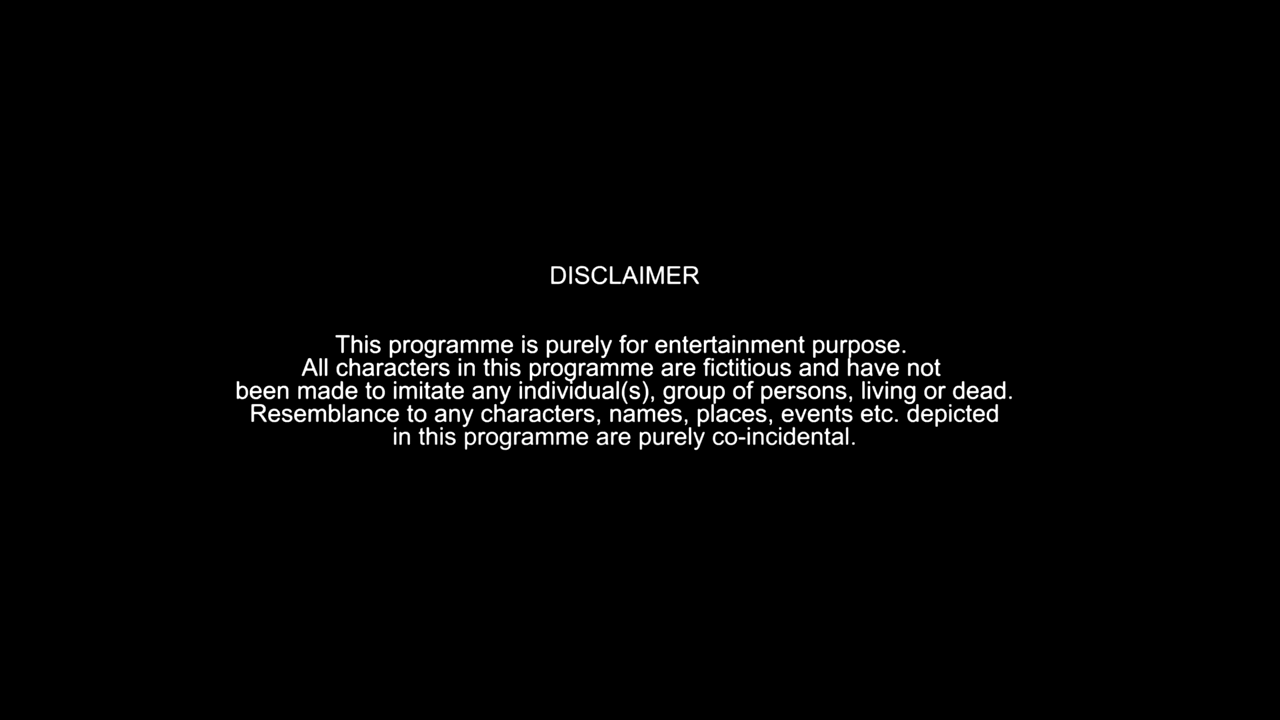 DISCLAIMER
This programme is purely for entertainment purpose.
All characters in this programme are fictitious and have not
been made to imitate any individual(s), group of persons, living or dead.
Resemblance to any characters, names, places, events etc. depicted
in this programme are purely co-incidental.